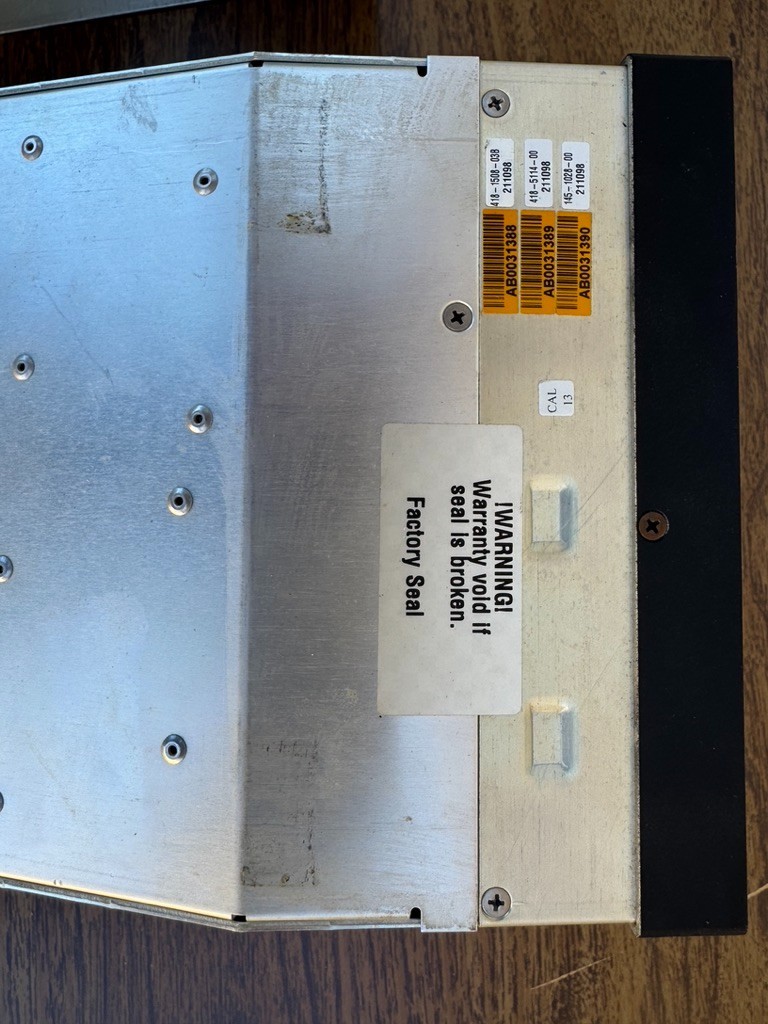 418-1508-038
211098
418-5114-00
211098
145-1028-00
211098
AB0031388
AB0031389
AB0031390
CAL
13
!WARNING!
Warranty void if
seal is broken.
Factory Seal